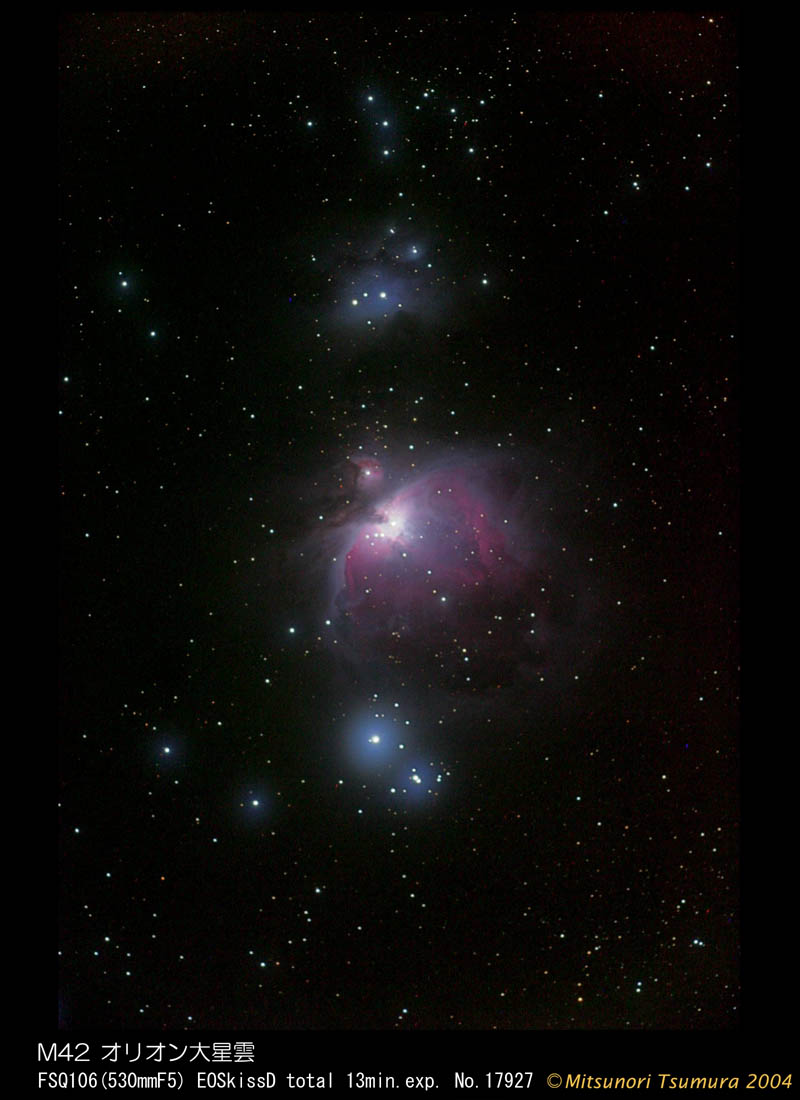 M42 オリオン大星雲
FSQ106(530mmF5) EOSkissD total 13min.exp. No.17927 ©Mitsunori Tsumura 2004